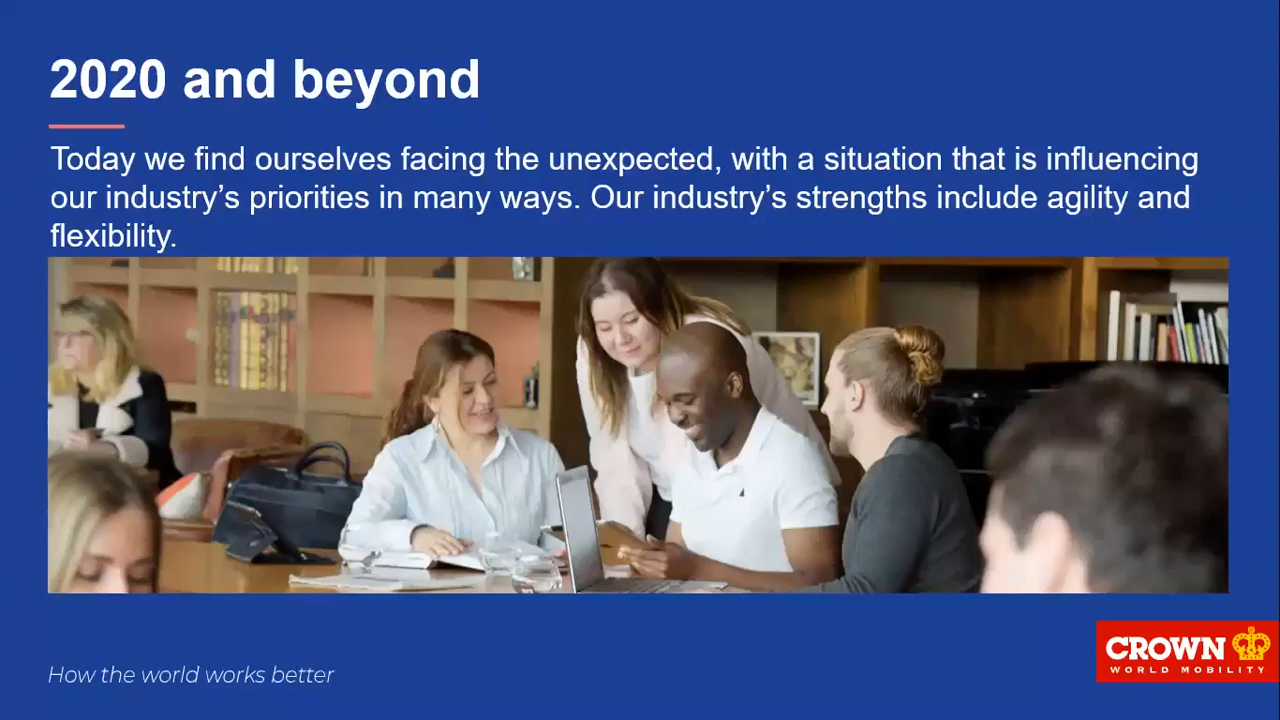 2020 and beyond
Today we find ourselves facing the unexpected, with a situation that is influencing
our industry’s priorities in many ways. Our industry’s strengths include agility and
flexibility.
How the world works better
CROWN
WORLD MOBILITY